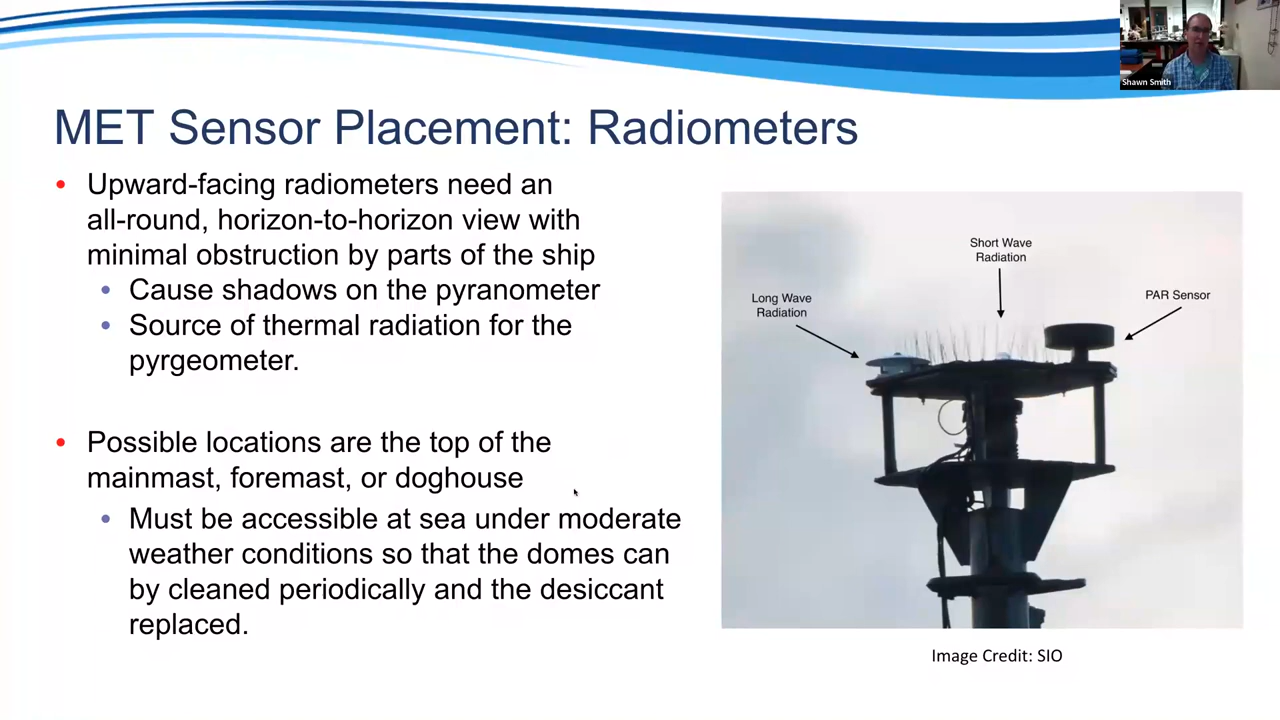 Shawn Smith
MET Sensor Placement: Radiometers
• Upward-facing radiometers need an
all-round, horizon-to-horizon view with
minimal obstruction by parts of the ship
• Cause shadows on the pyranometer
• Source of thermal radiation for the
pyrgeometer.
• Possible locations are the top of the
mainmast, foremast, or doghouse
• Must be accessible at sea under moderate
weather conditions so that the domes can
by cleaned periodically and the desiccant
replaced.
Short Wave
Radiation
Long Wave
Radiation
PAR Sensor
Image Credit: SIO